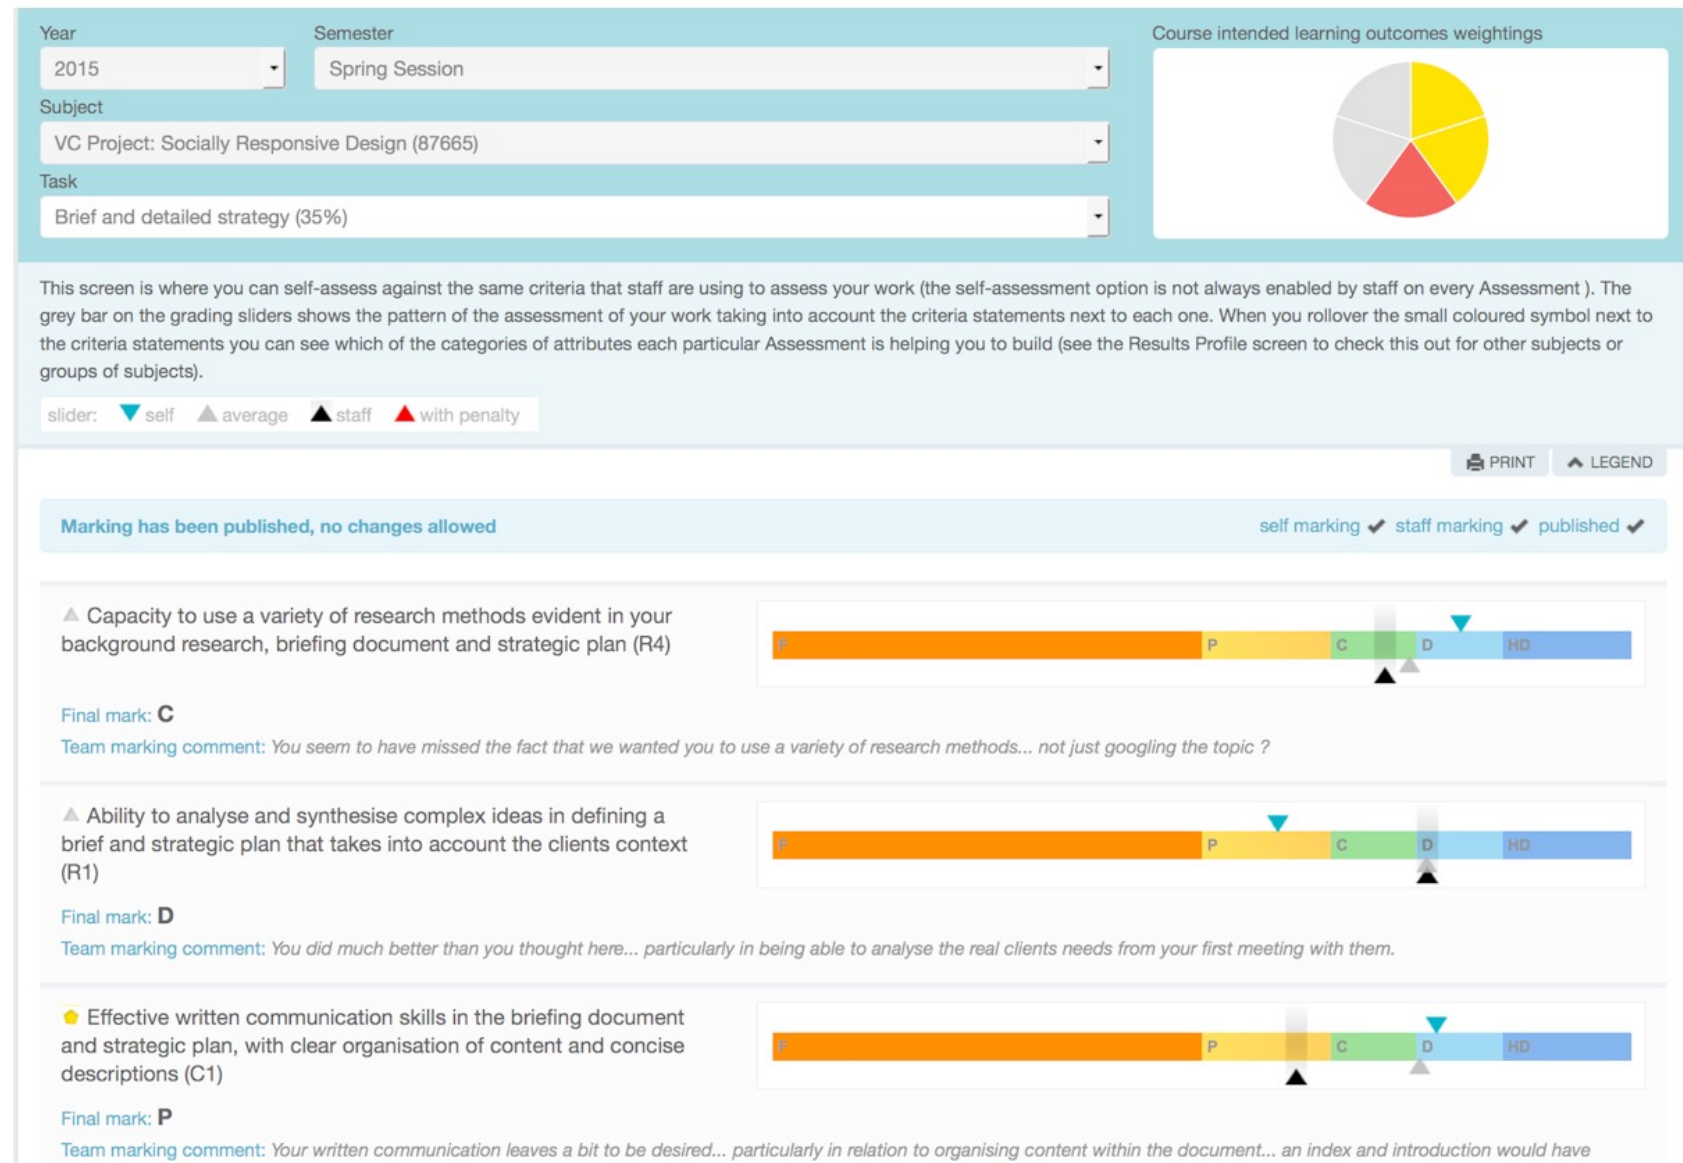 Year
Semester
Course intended learning outcomes weightings
2015
Spring Session
Subject
VC Project: Socially Responsive Design (87665)
Task
Brief and detailed strategy (35%)
This screen is where you can self-assess against the same criteria that staff are using to assess your work (the self-assessment option is not always enabled by staff on every Assessment ). The
grey bar on the grading sliders shows the pattern of the assessment of your work taking into account the criteria statements next to each one. When you rollover the small coloured symbol next to
the criteria statements you can see which of the categories of attributes each particular Assessment is helping you to build (see the Results Profile screen to check this out for other subjects or
groups of subjects).
slider: self average staff with penalty
PRINT LEGEND
Marking has been published, no changes allowed
self marking staff marking published
Capacity to use a variety of research methods evident in your
background research, briefing document and strategic plan (R4)
F P C D HD
Final mark: C
Team marking comment: You seem to have missed the fact that we wanted you to use a variety of research methods... not just googling the topic ?
Ability to analyse and synthesise complex ideas in defining a
brief and strategic plan that takes into account the clients context
(R1)
F P C D HD
Final mark: D
Team marking comment: You did much better than you thought here... particularly in being able to analyse the real clients needs from your first meeting with them.
Effective written communication skills in the briefing document
and strategic plan, with clear organisation of content and concise
descriptions (C1)
F P C D HD
Final mark: P
Team marking comment: Your written communication leaves a bit to be desired... particularly in relation to organising content within the document... an index and introduction would have